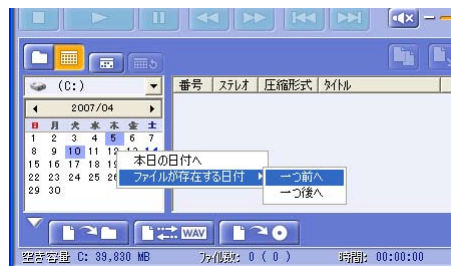 (C:)
番号 ステレオ 圧縮形式 タイトル
2007/04
日 月 火 水 木 金 土
1 2 3 4 5 6 7
8 9 10 11 12 13 14
15 16 17 18 19
22 23 24 25 26
29 30
本日の日付へ
ファイルが存在する日付
一つ前へ
一つ後へ
WAV
空き容量 C: 39,830 MB ファイル数: 0 ( 0 ) 時間: 00:00:00